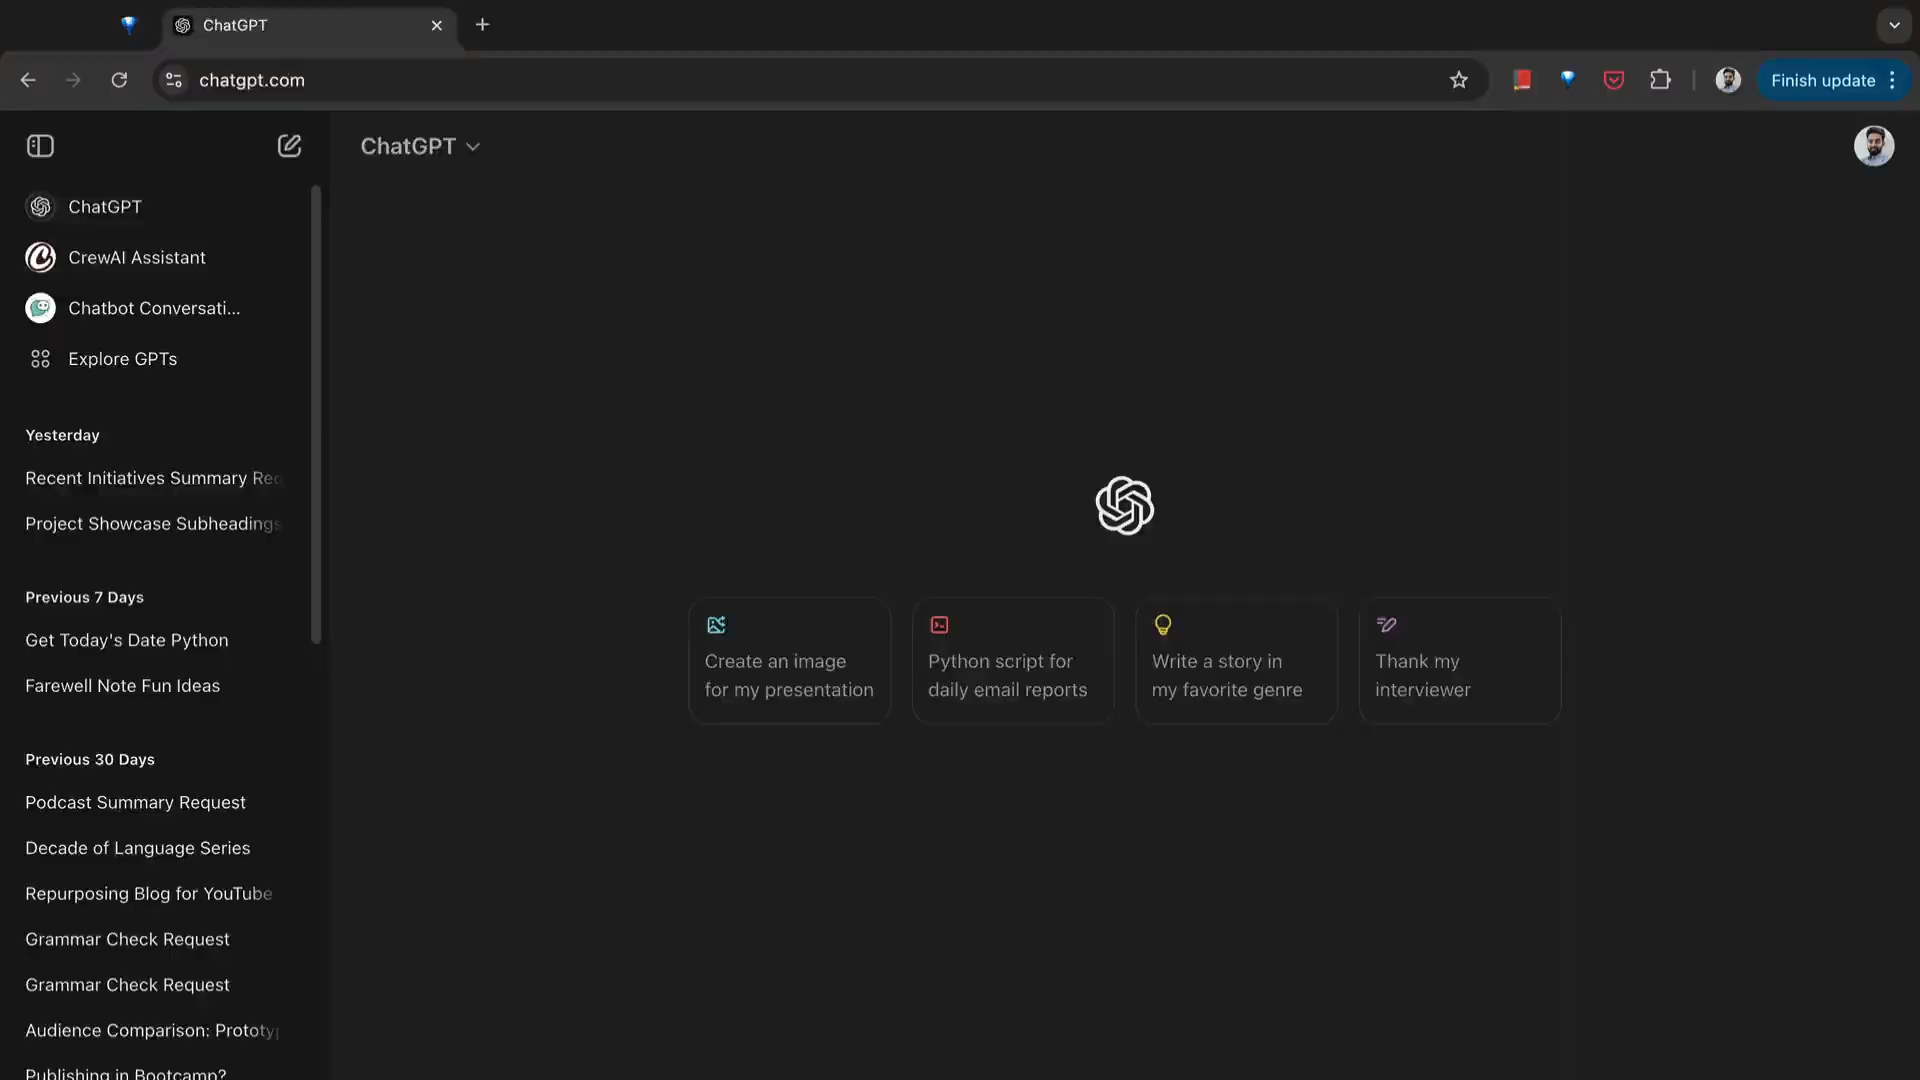 ChatGPT
chatgpt.com
Finish update
ChatGPT
ChatGPT
CrewAI Assistant
Chatbot Conversati...
Explore GPTs
Yesterday
Recent Initiatives Summary Req
Project Showcase Subheadings
Previous 7 Days
Get Today's Date Python
Farewell Note Fun Ideas
Previous 30 Days
Podcast Summary Request
Decade of Language Series
Repurposing Blog for YouTube
Grammar Check Request
Grammar Check Request
Audience Comparison: Prototyp
Publishing in Bootcamp?
Create an image
for my presentation
Python script for
daily email reports
Write a story in
my favorite genre
Thank my
interviewer